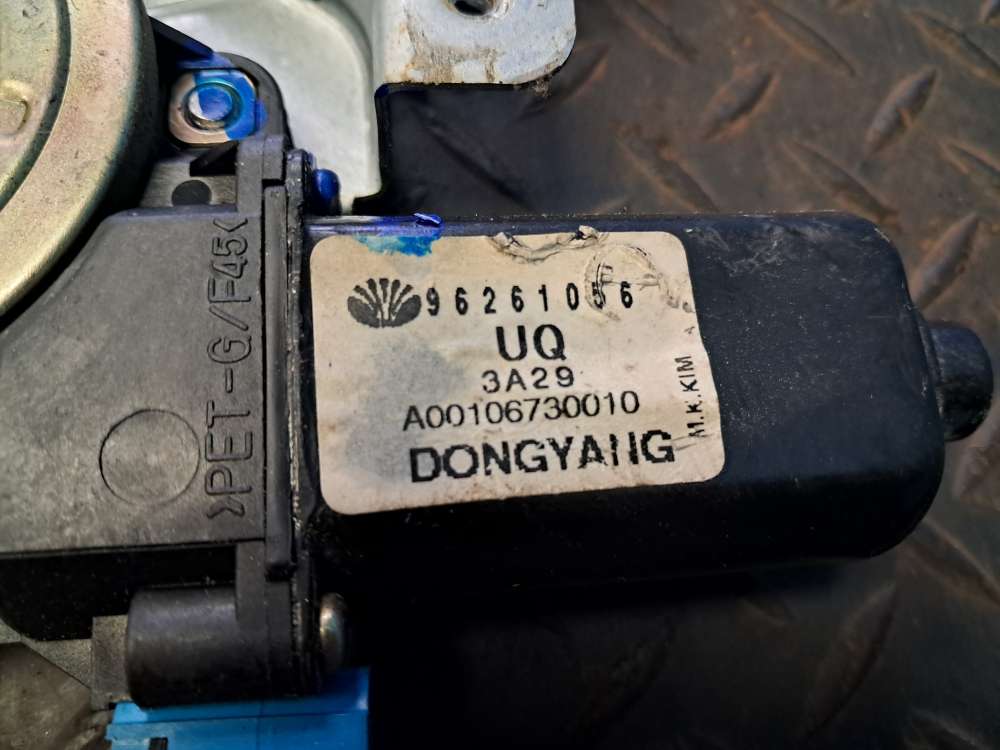 96261056
UQ
3A29
A00106730010
DONGYANG
M.K.KIM
>PET-G/F45<